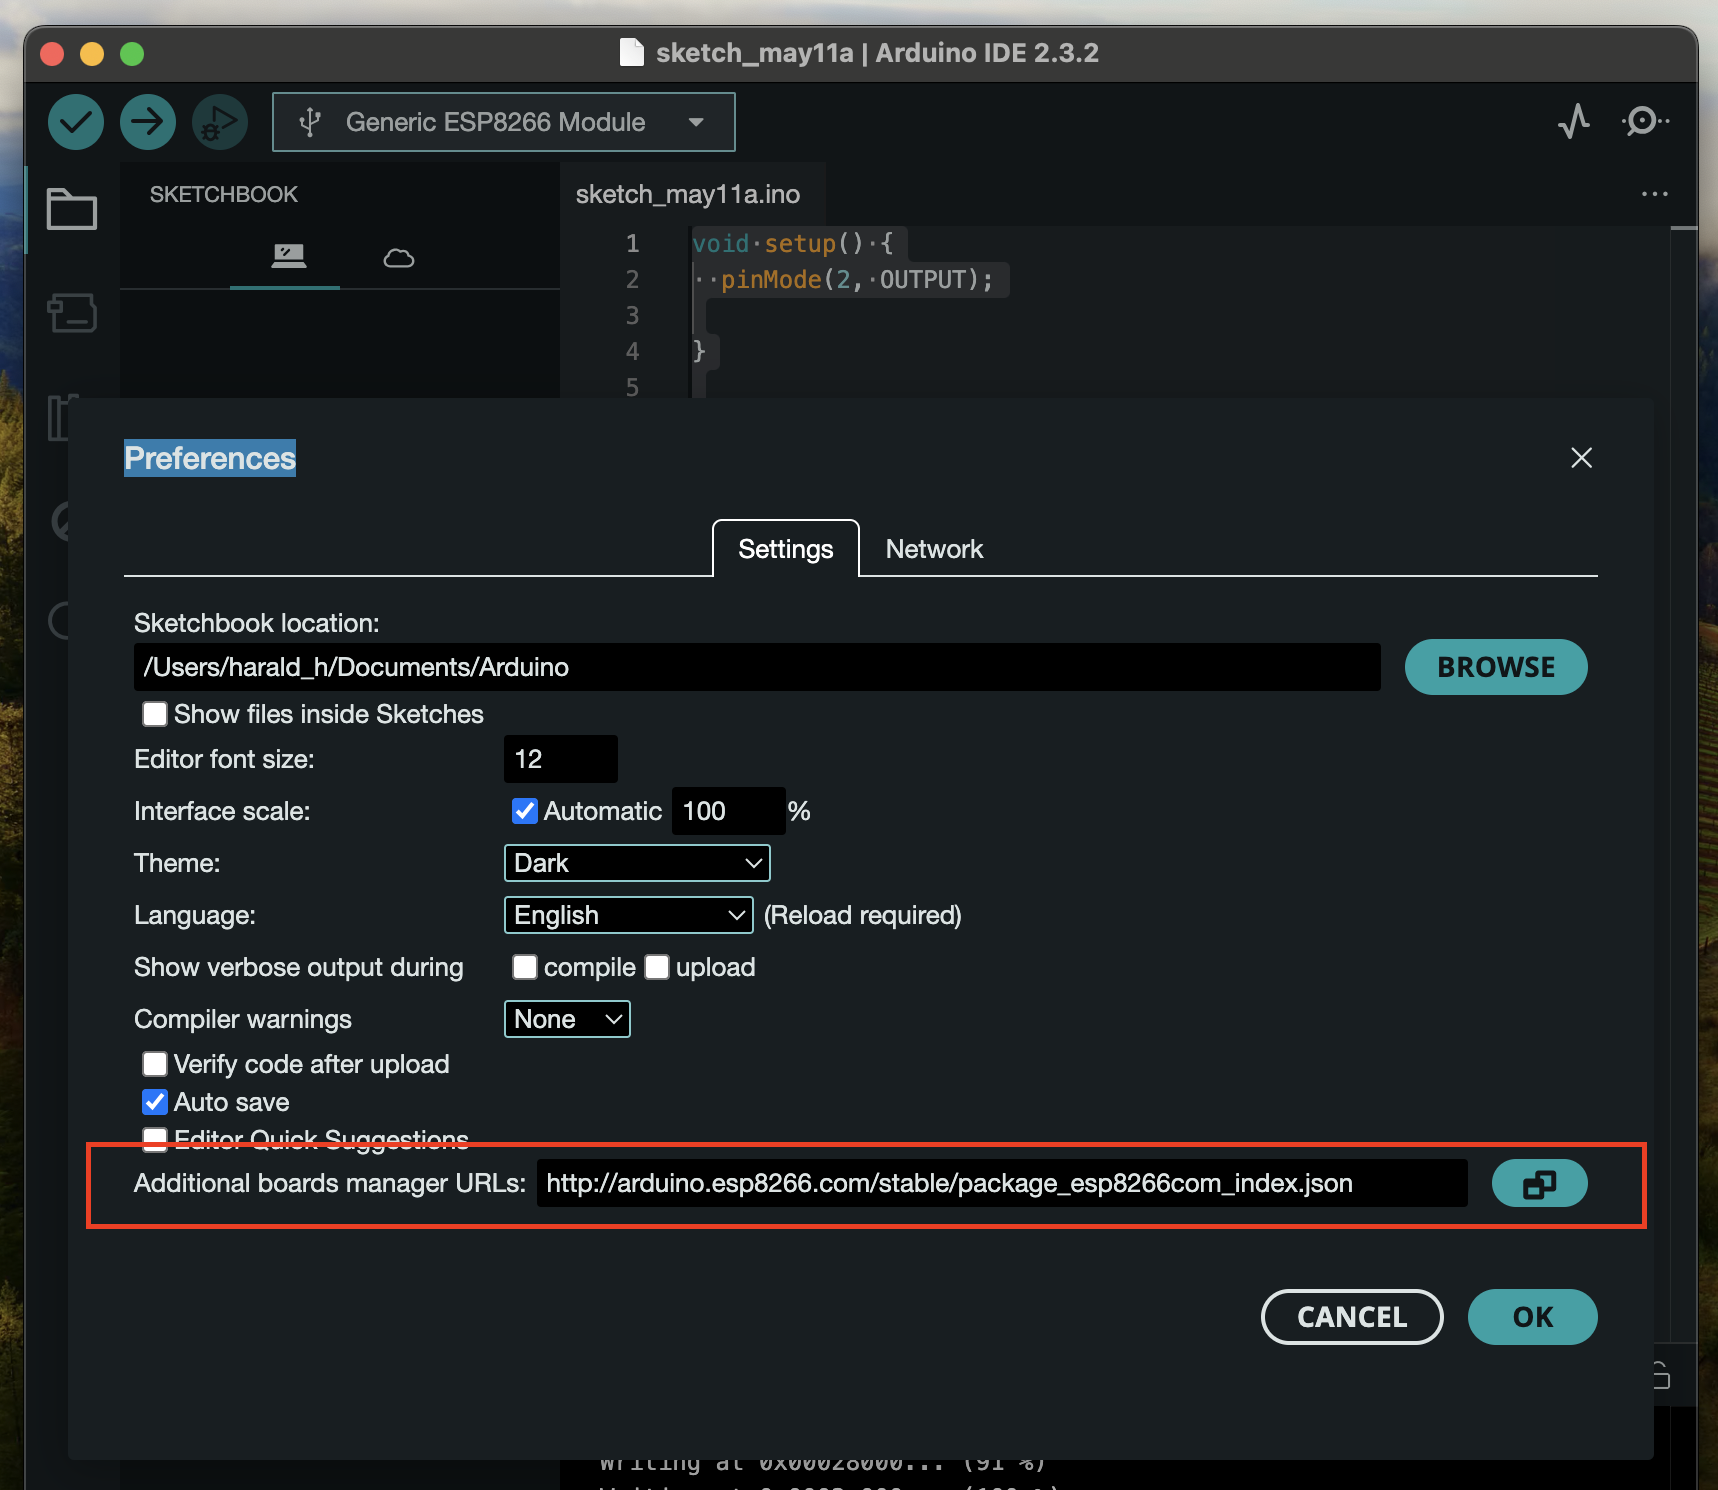 sketch_may11a | Arduino IDE 2.3.2
Generic ESP8266 Module
SKETCHBOOK
sketch_may11a.ino
1 void setup() {
2 pinMode(2, OUTPUT);
3
4 }
5
Preferences
Settings Network
Sketchbook location:
/Users/harald_h/Documents/Arduino BROWSE
Show files inside Sketches
Editor font size: 12
Interface scale: Automatic 100 %
Theme: Dark
Language: English (Reload required)
Show verbose output during compile upload
Compiler warnings None
Verify code after upload
Auto save
Editor Quick Suggestions
Additional boards manager URLs: http://arduino.esp8266.com/stable/package_esp8266com_index.json
CANCEL OK
Writing at 0x00028000... (91 %)